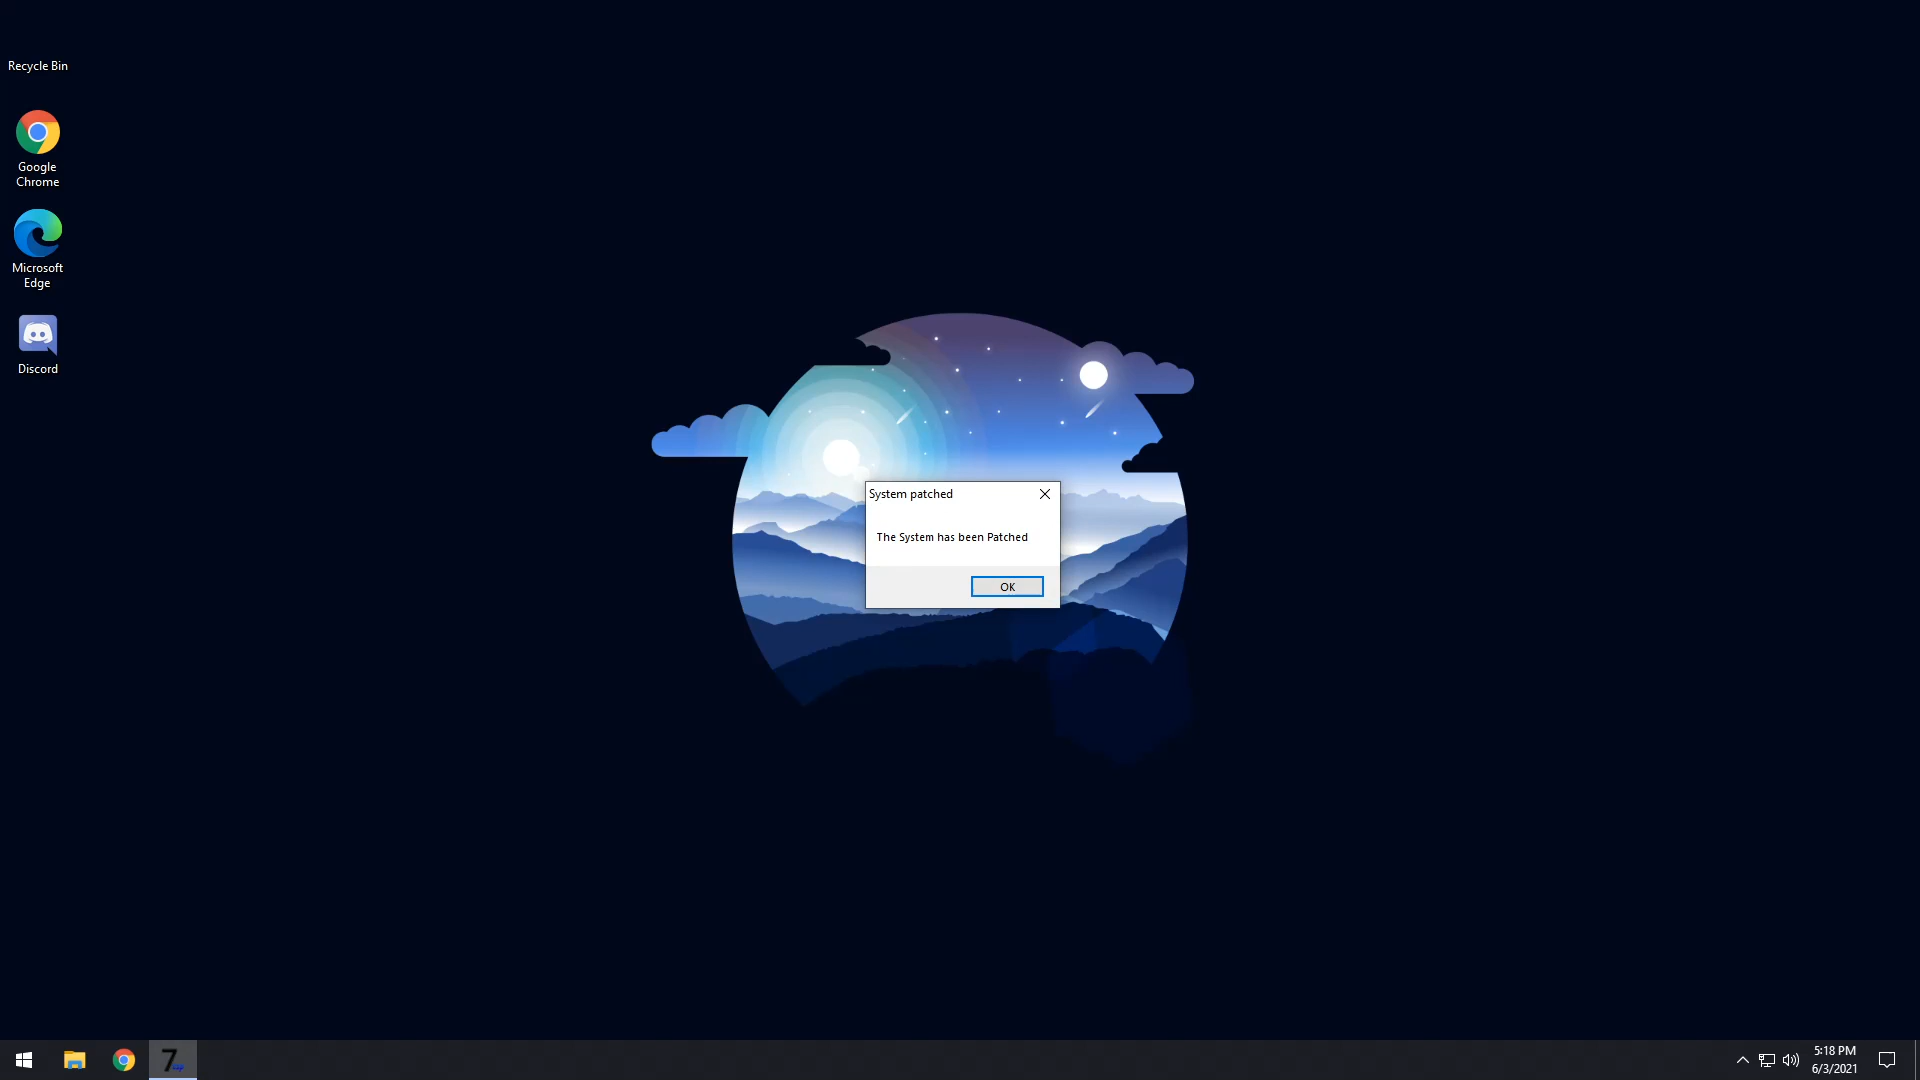 Recycle Bin
Google
Chrome
Microsoft
Edge
Discord
System patched
The System has been Patched
OK
7
5:18 PM
6/3/2021